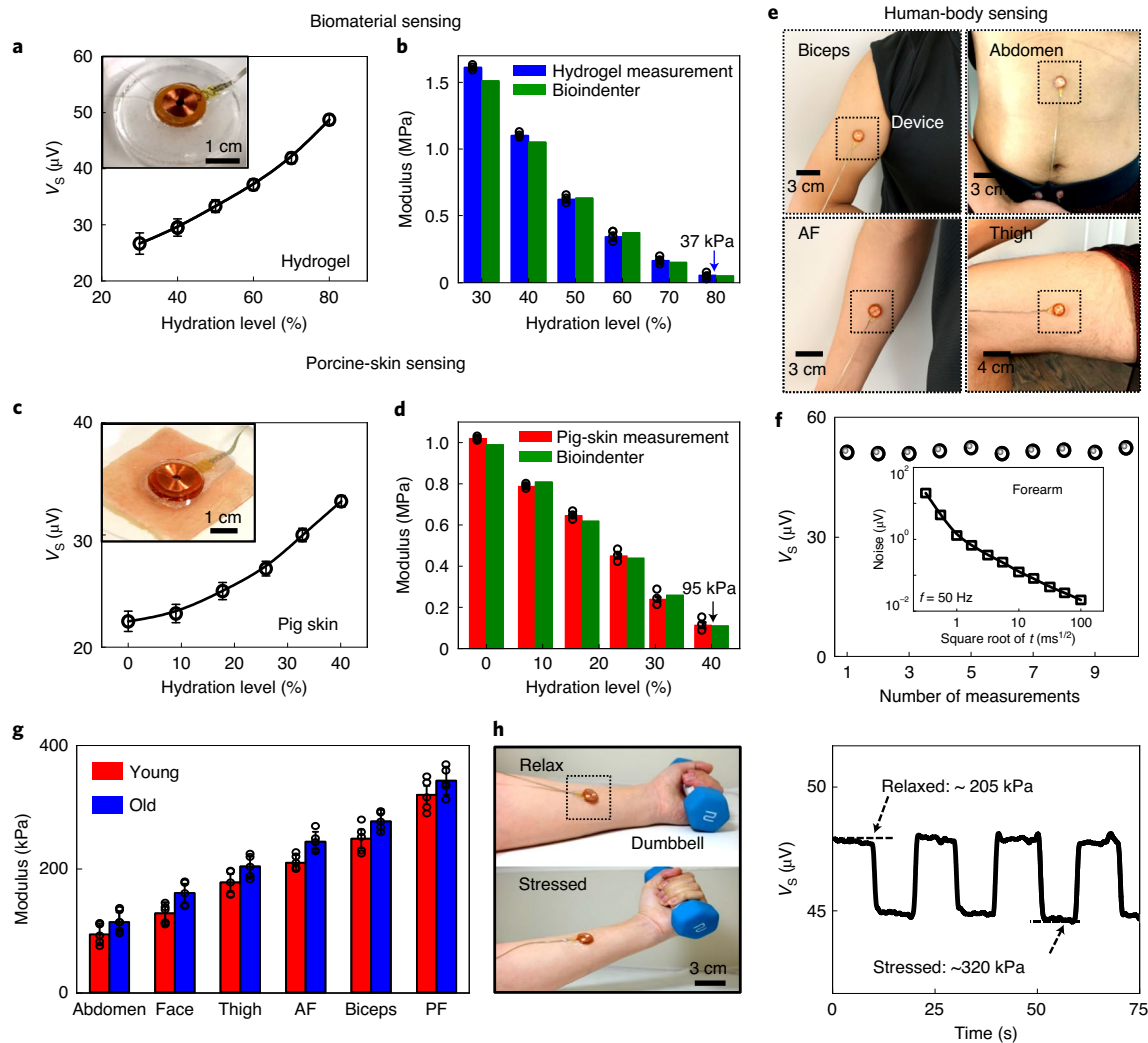 Biomaterial sensing
a
60
50
40
30
20
V_S (µV)
1 cm
Hydrogel
20 40 60 80
Hydration level (%)
b
1.5
1.0
0.5
0
Modulus (MPa)
Hydrogel measurement
Bioindenter
37 kPa
30 40 50 60 70 80
Hydration level (%)
Porcine-skin sensing
c
40
30
20
V_S (µV)
1 cm
Pig skin
0 10 20 30 40
Hydration level (%)
d
1.0
0.8
0.6
0.4
0.2
0
Modulus (MPa)
Pig-skin measurement
Bioindenter
95 kPa
0 10 20 30 40
Hydration level (%)
e
Human-body sensing
Biceps
Device
3 cm
Abdomen
3 cm
AF
3 cm
Thigh
4 cm
f
60
30
0
V_S (µV)
10^2
10^0
10^−2
Noise (µV)
Forearm
f = 50 Hz
1 10 100
Square root of t (ms^1/2)
1 3 5 7 9
Number of measurements
g
400
200
0
Modulus (kPa)
Young
Old
Abdomen Face Thigh AF Biceps PF
h
Relax
Dumbbell
2
Stressed
2
3 cm
50
45
V_S (µV)
Relaxed: ~ 205 kPa
Stressed: ~320 kPa
0 25 50 75
Time (s)